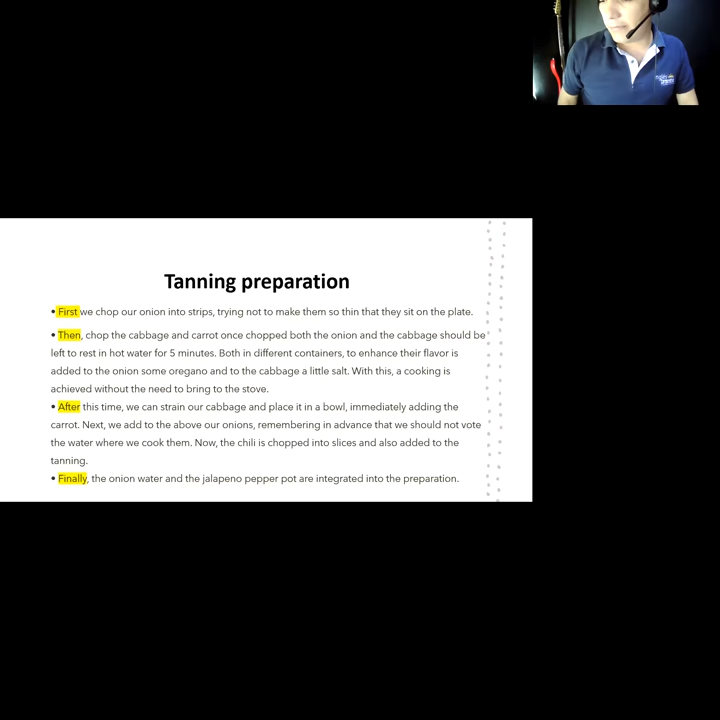 Tanning preparation
• First we chop our onion into strips, trying not to make them so thin that they sit on the plate.
• Then, chop the cabbage and carrot once chopped both the onion and the cabbage should be
left to rest in hot water for 5 minutes. Both in different containers, to enhance their flavor is
added to the onion some oregano and to the cabbage a little salt. With this, a cooking is
achieved without the need to bring to the stove.
• After this time, we can strain our cabbage and place it in a bowl, immediately adding the
carrot. Next, we add to the above our onions, remembering in advance that we should not vote
the water where we cook them. Now, the chili is chopped into slices and also added to the
tanning.
• Finally, the onion water and the jalapeno pepper pot are integrated into the preparation.